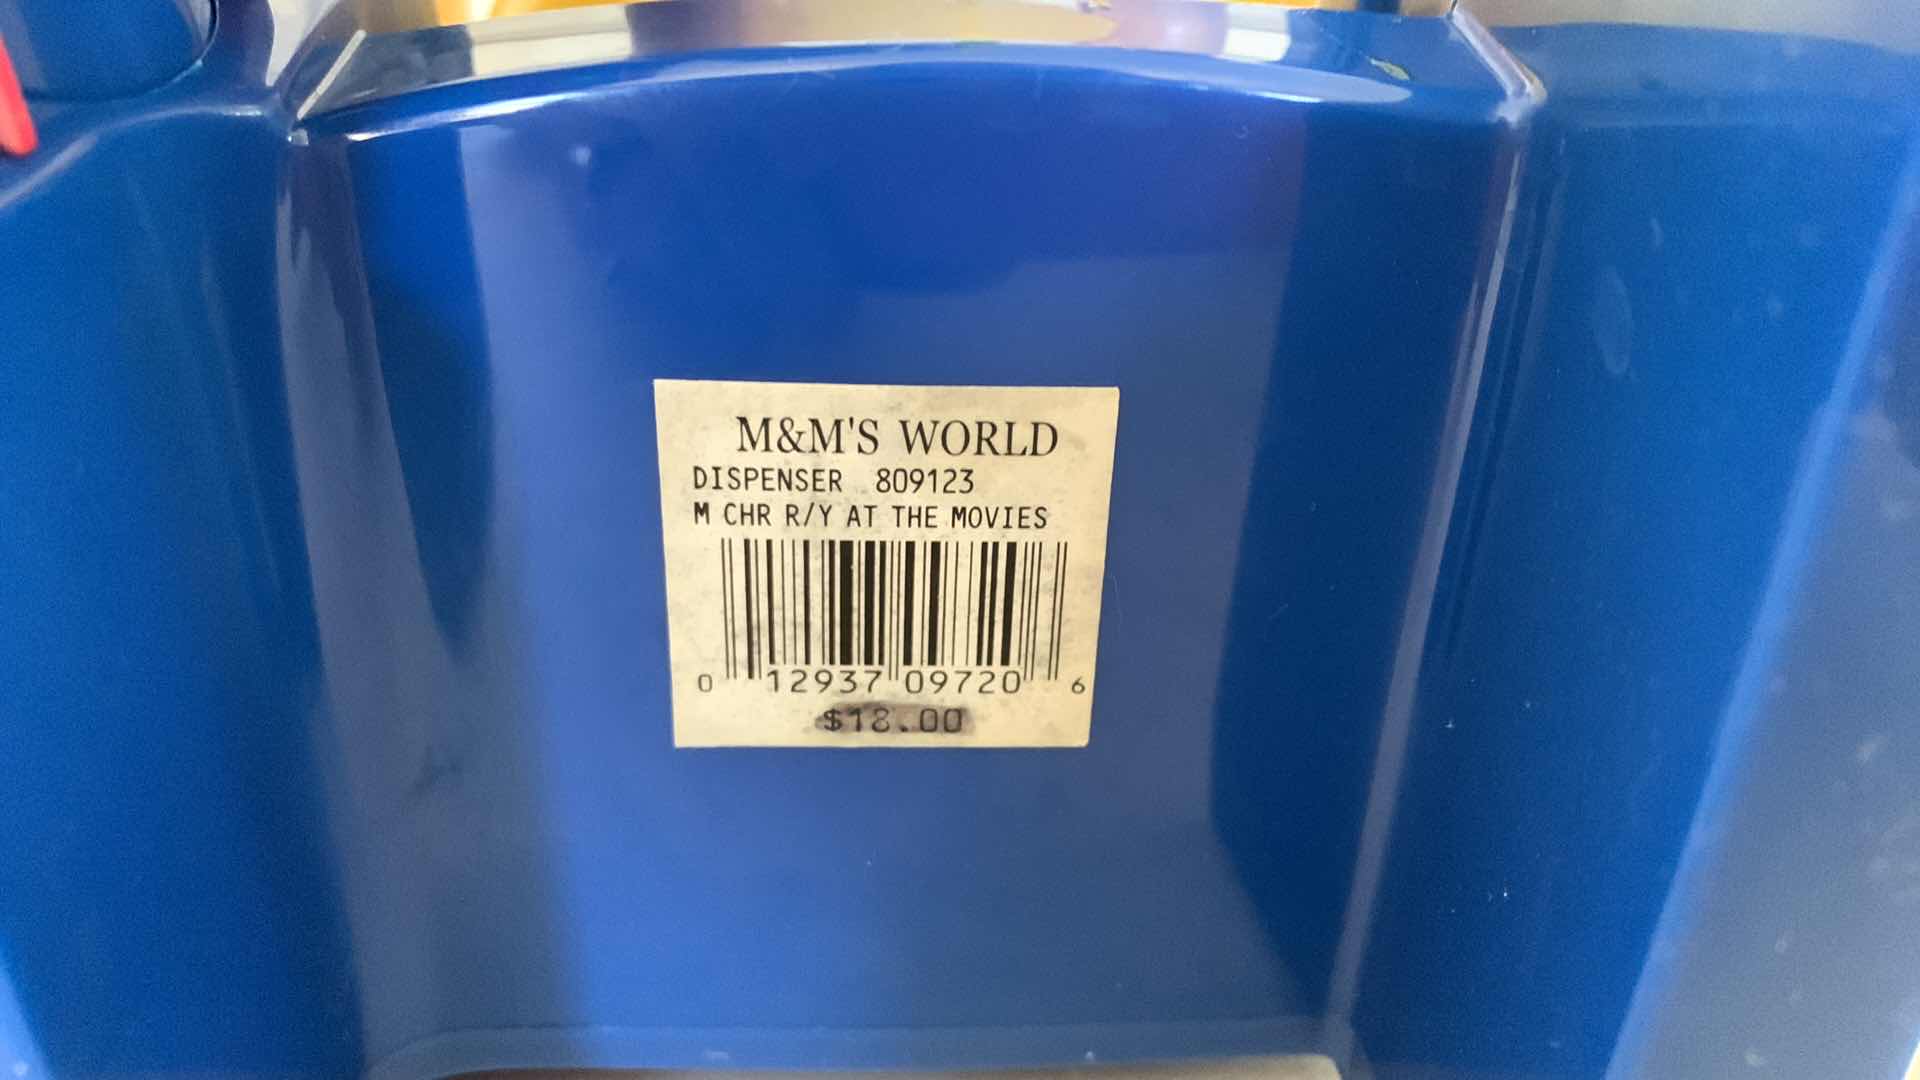 M&M'S WORLD
DISPENSER 809123
M CHR R/Y AT THE MOVIES
0 12937 09720 6
$18.00